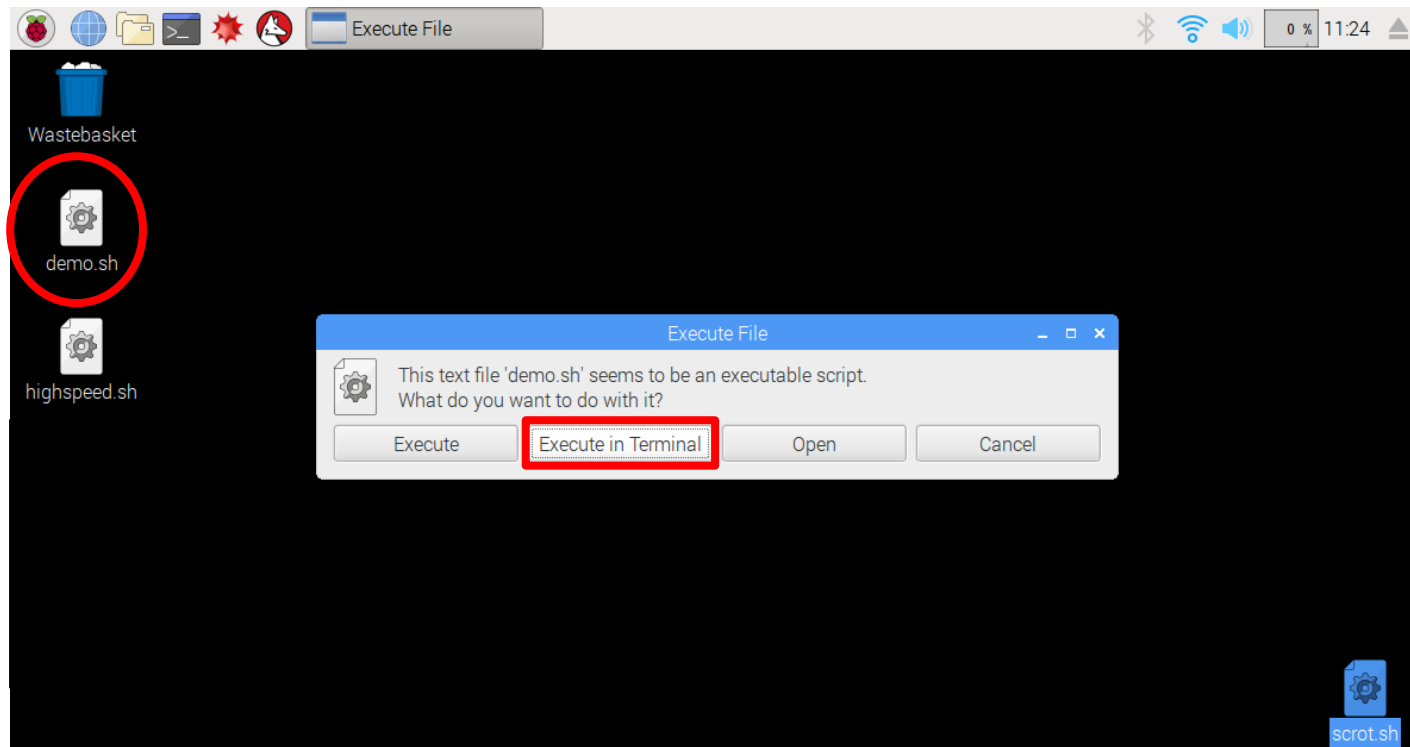 Execute File
0 %
11:24
Wastebasket
demo.sh
highspeed.sh
Execute File
This text file 'demo.sh' seems to be an executable script.
What do you want to do with it?
Execute
Execute in Terminal
Open
Cancel
scrot.sh